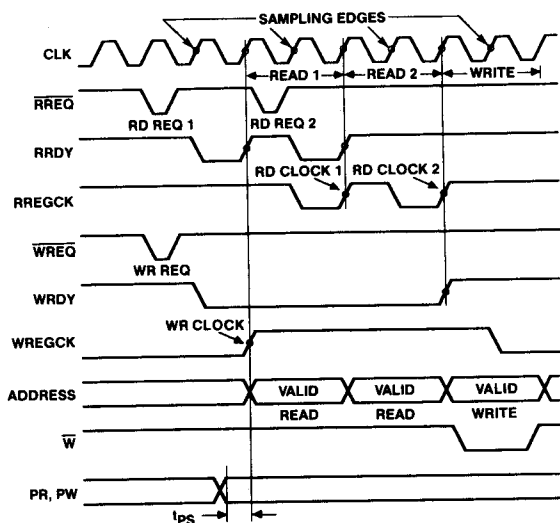 SAMPLING EDGES
CLK
READ 1 READ 2 WRITE
RREQ
RD REQ 1 RD REQ 2
RRDY
RD CLOCK 1 RD CLOCK 2
RREGCK
WREQ
WR REQ
WRDY
WR CLOCK
WREGCK
ADDRESS VALID VALID VALID
READ READ WRITE
W
PR, PW
tPS